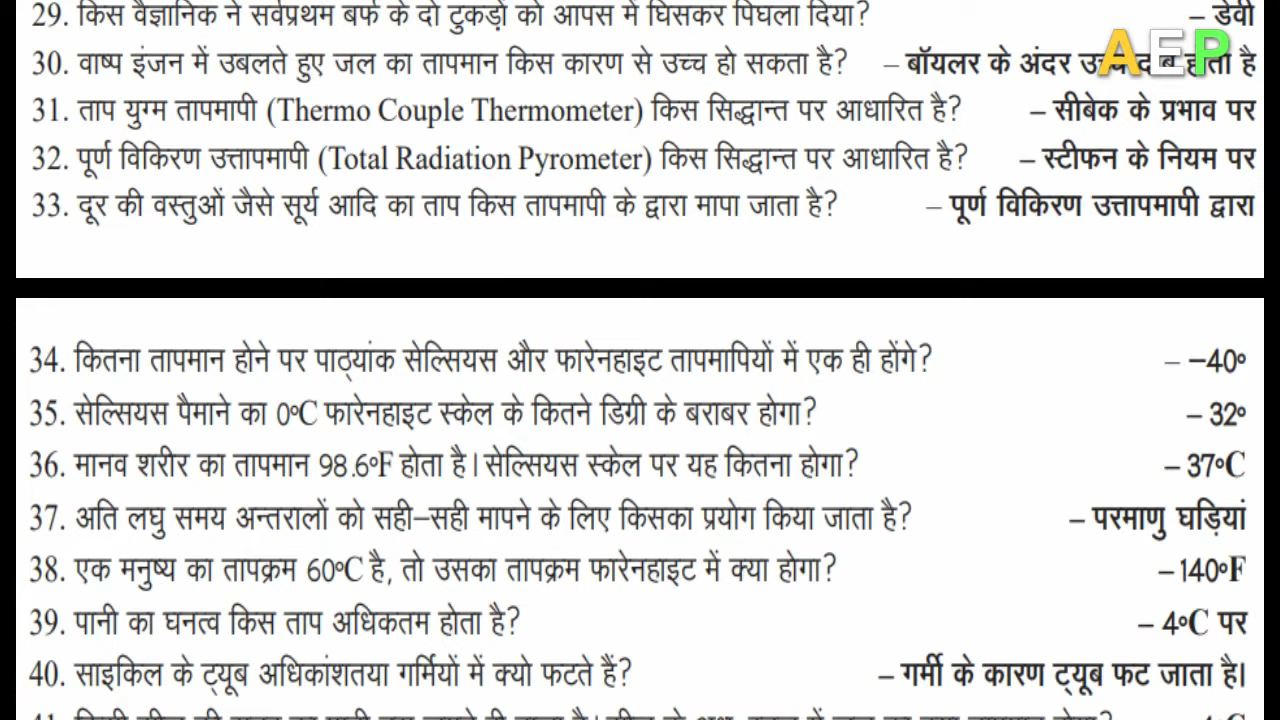 29. किस वैज्ञानिक ने सर्वप्रथम बर्फ के दो टुकड़ों को आपस में घिसकर पिघला दिया? – डेवी
AEP
30. वाष्प इंजन में उबलते हुए जल का तापमान किस कारण से उच्च हो सकता है? – बॉयलर के अंदर उच्च दाब होता है
31. ताप युग्म तापमापी (Thermo Couple Thermometer) किस सिद्धान्त पर आधारित है? – सीबेक के प्रभाव पर
32. पूर्ण विकिरण उत्तापमापी (Total Radiation Pyrometer) किस सिद्धान्त पर आधारित है? – स्टीफन के नियम पर
33. दूर की वस्तुओं जैसे सूर्य आदि का ताप किस तापमापी के द्वारा मापा जाता है? – पूर्ण विकिरण उत्तापमापी द्वारा
34. कितना तापमान होने पर पाठ्यांक सेल्सियस और फारेनहाइट तापमापियों में एक ही होंगे? – −40°
35. सेल्सियस पैमाने का 0°C फारेनहाइट स्केल के कितने डिग्री के बराबर होगा? – 32°
36. मानव शरीर का तापमान 98.6°F होता है। सेल्सियस स्केल पर यह कितना होगा? – 37°C
37. अति लघु समय अन्तरालों को सही–सही मापने के लिए किसका प्रयोग किया जाता है? – परमाणु घड़ियां
38. एक मनुष्य का तापक्रम 60°C है, तो उसका तापक्रम फारेनहाइट में क्या होगा? – 140°F
39. पानी का घनत्व किस ताप अधिकतम होता है? – 4°C पर
40. साइकिल के ट्यूब अधिकांशतया गर्मियों में क्यो फटते हैं? – गर्मी के कारण ट्यूब फट जाता है।